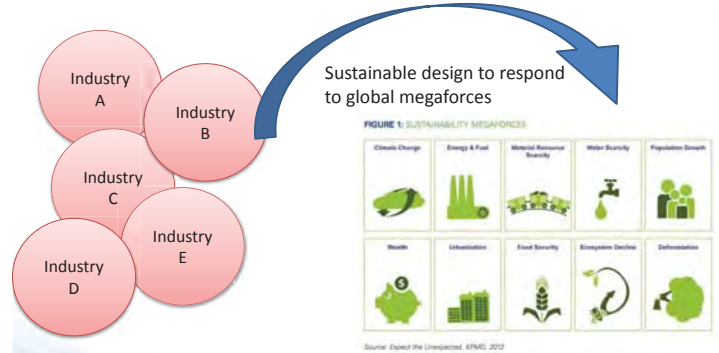 Industry
A
Industry
B
Industry
C
Industry
E
Industry
D
Sustainable design to respond
to global megaforces
FIGURE 1: SUSTAINABILITY MEGAFORCES
Climate Change
Energy & Fuel
Material Resource
Scarcity
Water Scarcity
Population Growth
Wealth
Urbanisation
Food Security
Ecosystem Decline
Deforestation
$
Source: Expect the Unexpected, KPMG, 2012